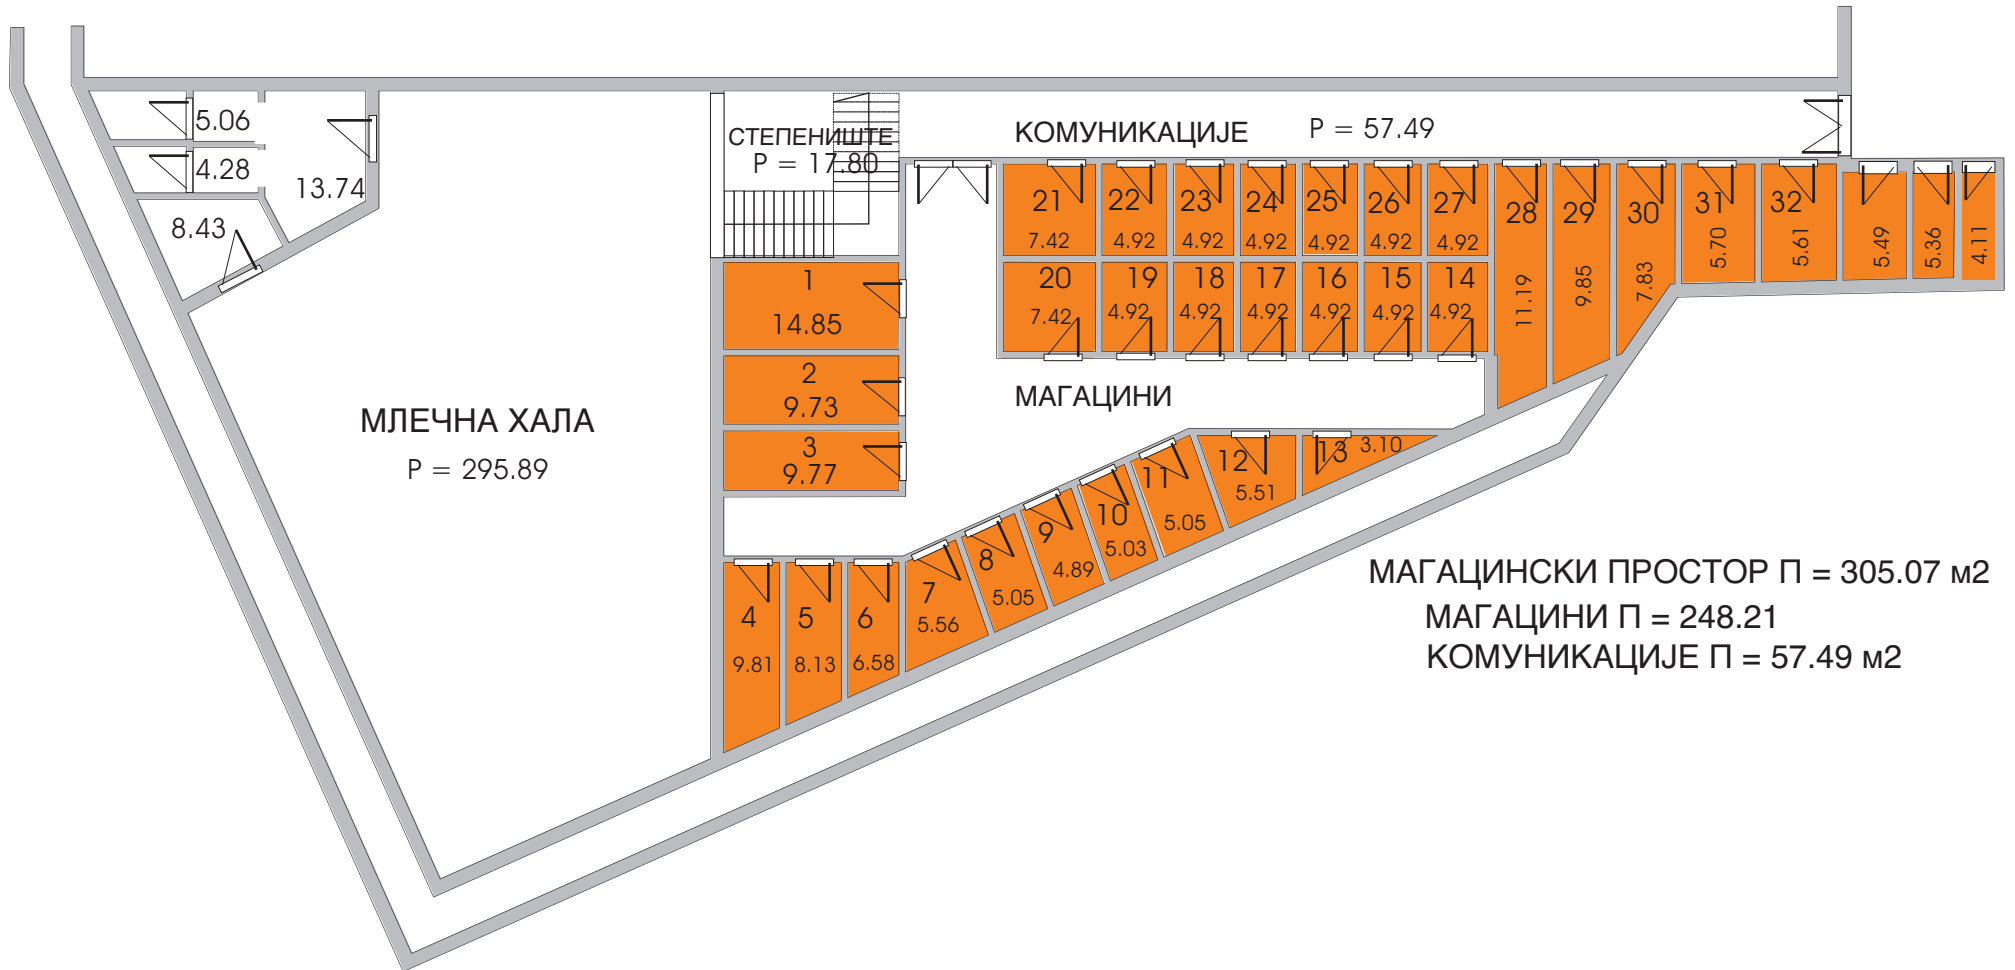 5.06
4.28
13.74
8.43
МЛЕЧНА ХАЛА
P = 295.89
СТЕПЕНИШТЕ
P = 17.80
КОМУНИКАЦИЈЕ P = 57.49
1
14.85
2
9.73
3
9.77
21 22 23 24 25 26 27 28 29 30 31 32
7.42 4.92 4.92 4.92 4.92 4.92 4.92 11.19 9.85 7.83 5.70 5.61 5.49 5.36 4.11
20 19 18 17 16 15 14
7.42 4.92 4.92 4.92 4.92 4.92 4.92
МАГАЦИНИ
4
9.81
5
8.13
6
6.58
7
5.56
8
5.05
9
4.89
10
5.03
11
5.05
12
5.51
13 3.10
МАГАЦИНСКИ ПРОСТОР П = 305.07 м2
МАГАЦИНИ П = 248.21
КОМУНИКАЦИЈЕ П = 57.49 м2